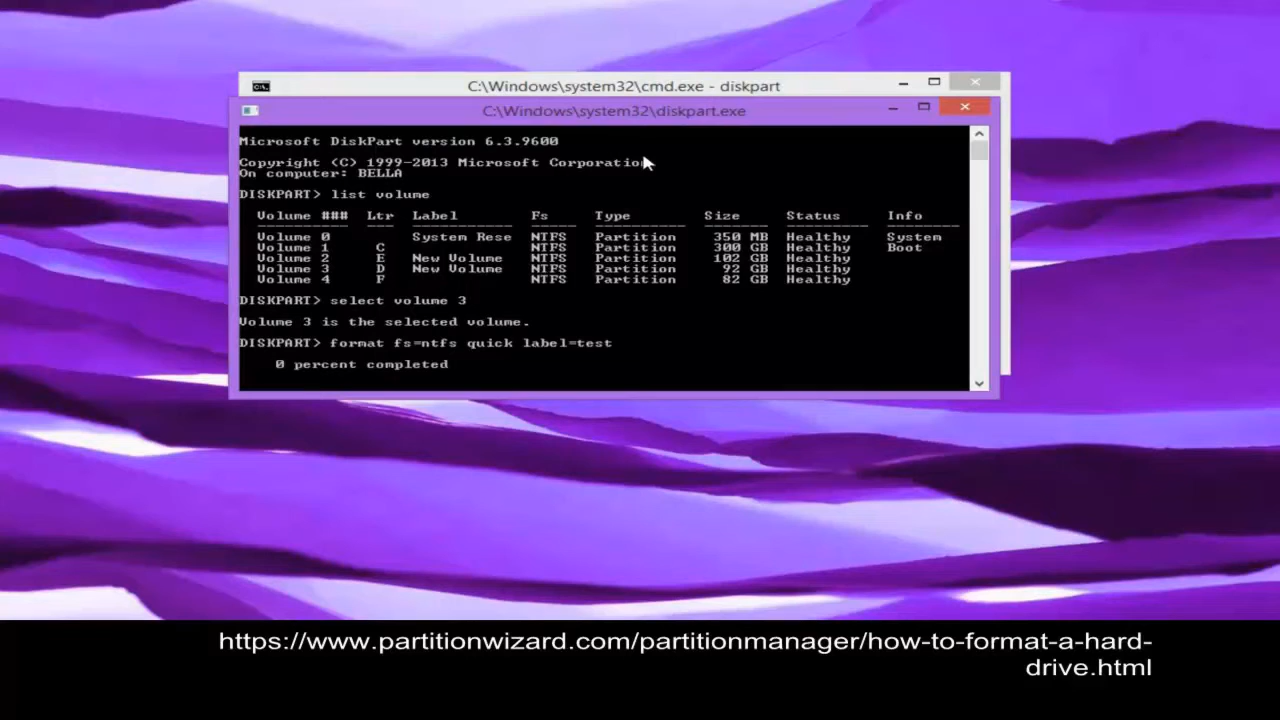 C:\Windows\system32\cmd.exe - diskpart
C:\Windows\system32\diskpart.exe
Microsoft DiskPart version 6.3.9600
Copyright (C) 1999-2013 Microsoft Corporation
On computer: BELLA
DISKPART> list volume
Volume ### Ltr Label Fs Type Size Status Info
Volume 0 System Rese NTFS Partition 350 MB Healthy System
Volume 1 C NTFS Partition 300 GB Healthy Boot
Volume 2 E New Volume NTFS Partition 102 GB Healthy
Volume 3 D New Volume NTFS Partition 92 GB Healthy
Volume 4 F NTFS Partition 82 GB Healthy
DISKPART> select volume 3
Volume 3 is the selected volume.
DISKPART> format fs=ntfs quick label=test
0 percent completed
https://www.partitionwizard.com/partitionmanager/how-to-format-a-hard-
drive.html